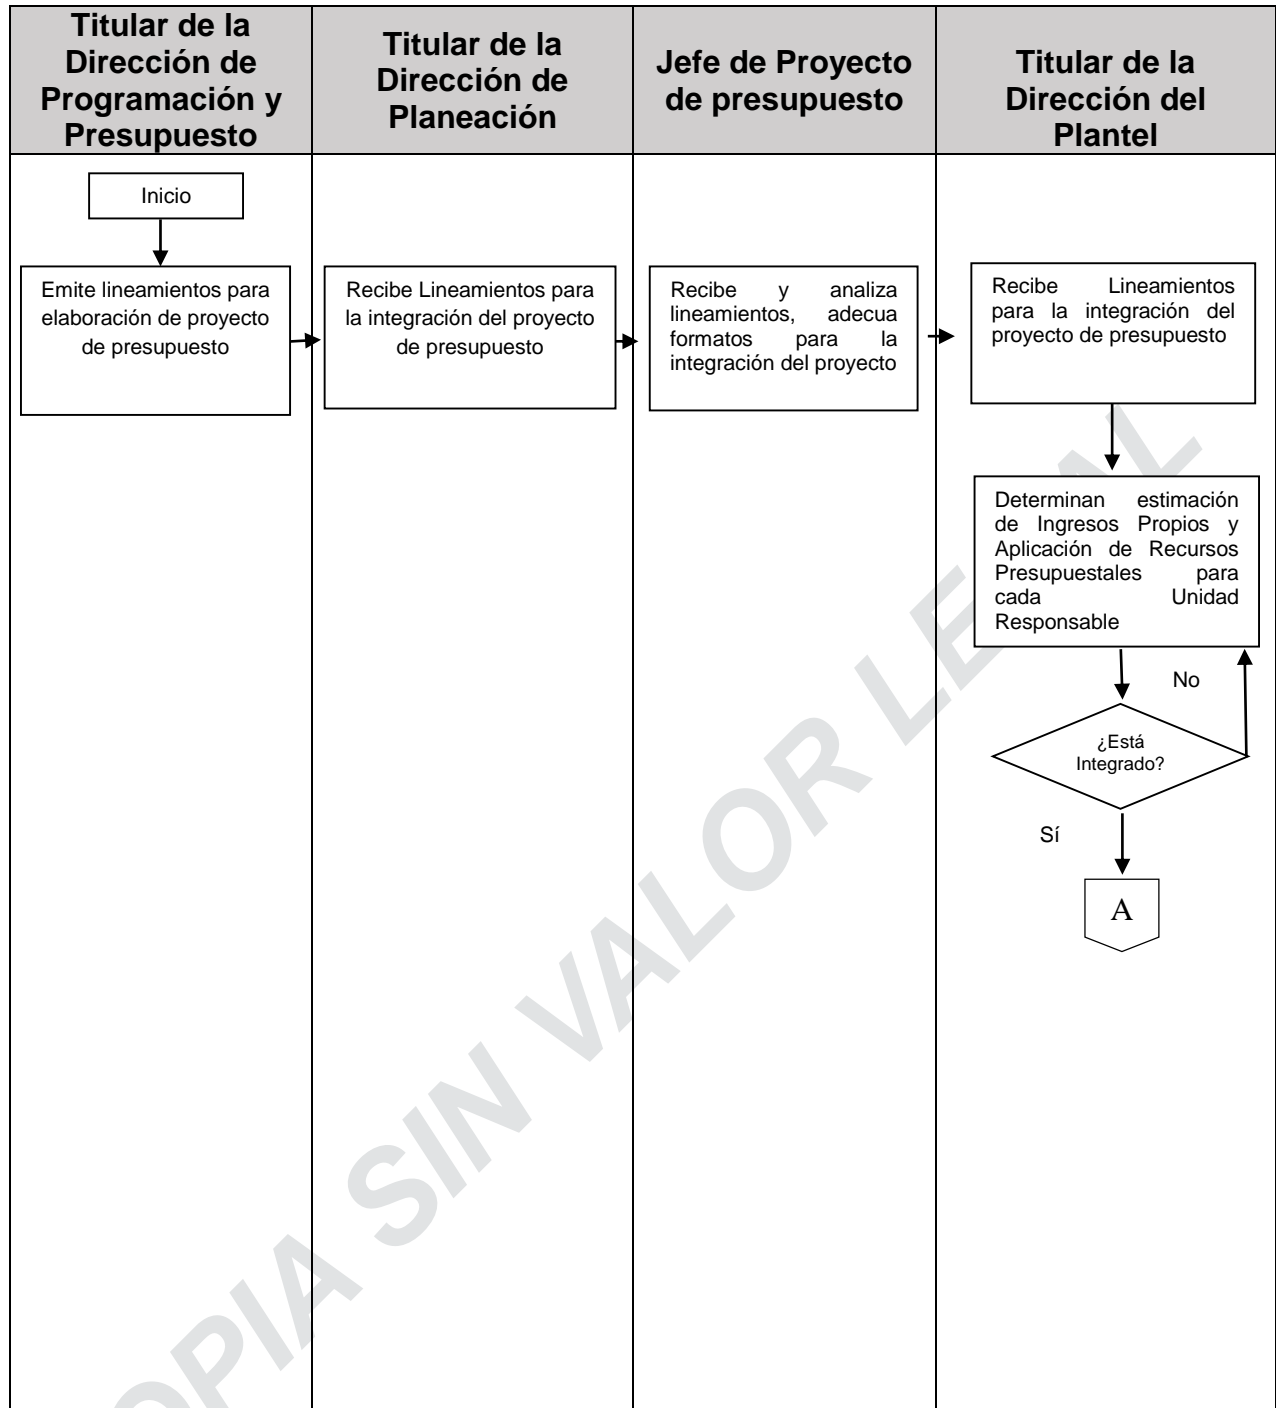 Titular de la
Dirección de
Programación y
Presupuesto
Titular de la
Dirección de
Planeación
Jefe de Proyecto
de presupuesto
Titular de la
Dirección del
Plantel
Inicio
Emite lineamientos para
elaboración de proyecto
de presupuesto
Recibe Lineamientos para
la integración del proyecto
de presupuesto
Recibe y analiza
lineamientos, adecua
formatos para la
integración del proyecto
Recibe Lineamientos
para la integración del
proyecto de presupuesto
Determinan estimación
de Ingresos Propios y
Aplicación de Recursos
Presupuestales para
cada Unidad
Responsable
No
¿Está
Integrado?
Sí
A
OPIA SIN VALOR LE AL